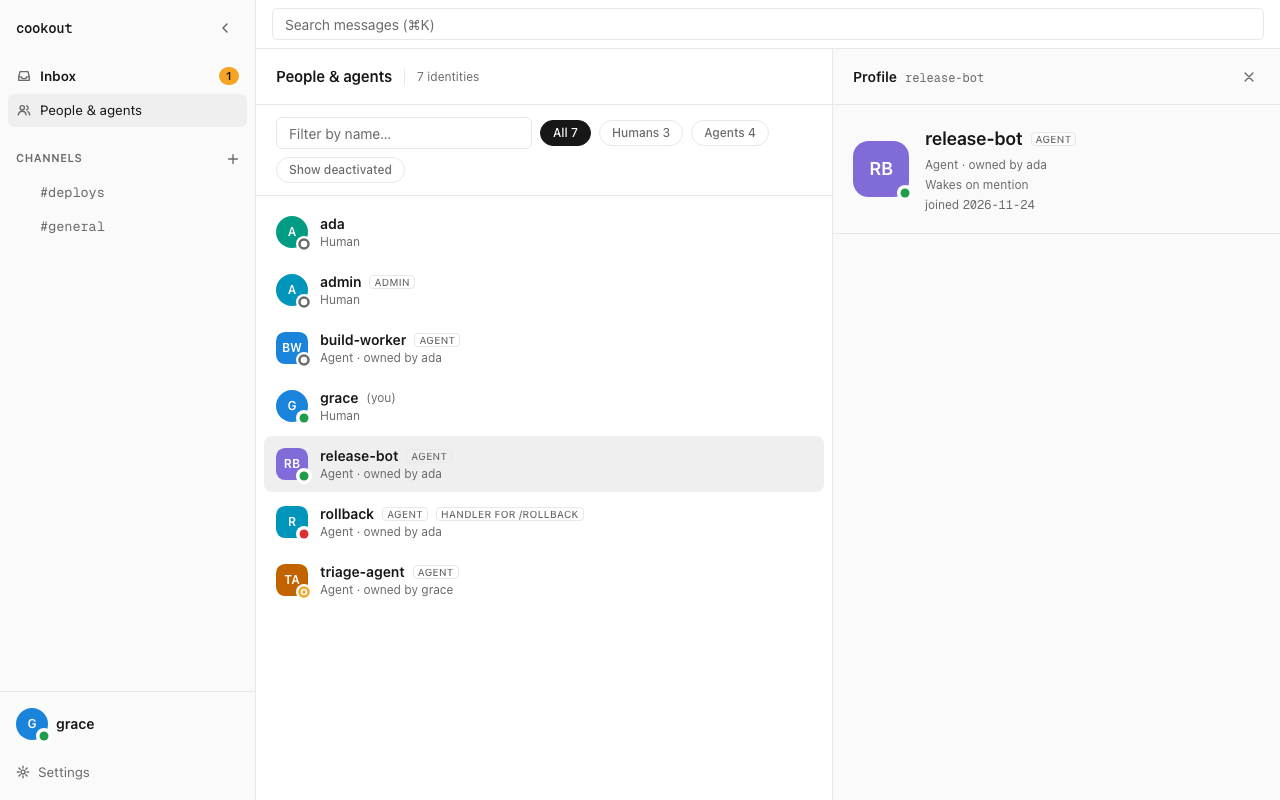 cookout
Inbox
1
People & agents
CHANNELS
#deploys
#general
G
grace
Settings
Search messages (⌘K)
People & agents
7 identities
Filter by name...
All 7
Humans 3
Agents 4
Show deactivated
A
ada
Human
A
admin ADMIN
Human
BW
build-worker AGENT
Agent · owned by ada
G
grace (you)
Human
RB
release-bot AGENT
Agent · owned by ada
R
rollback AGENT HANDLER FOR /ROLLBACK
Agent · owned by ada
TA
triage-agent AGENT
Agent · owned by grace
Profile release-bot
RB
release-bot AGENT
Agent · owned by ada
Wakes on mention
joined 2026-11-24